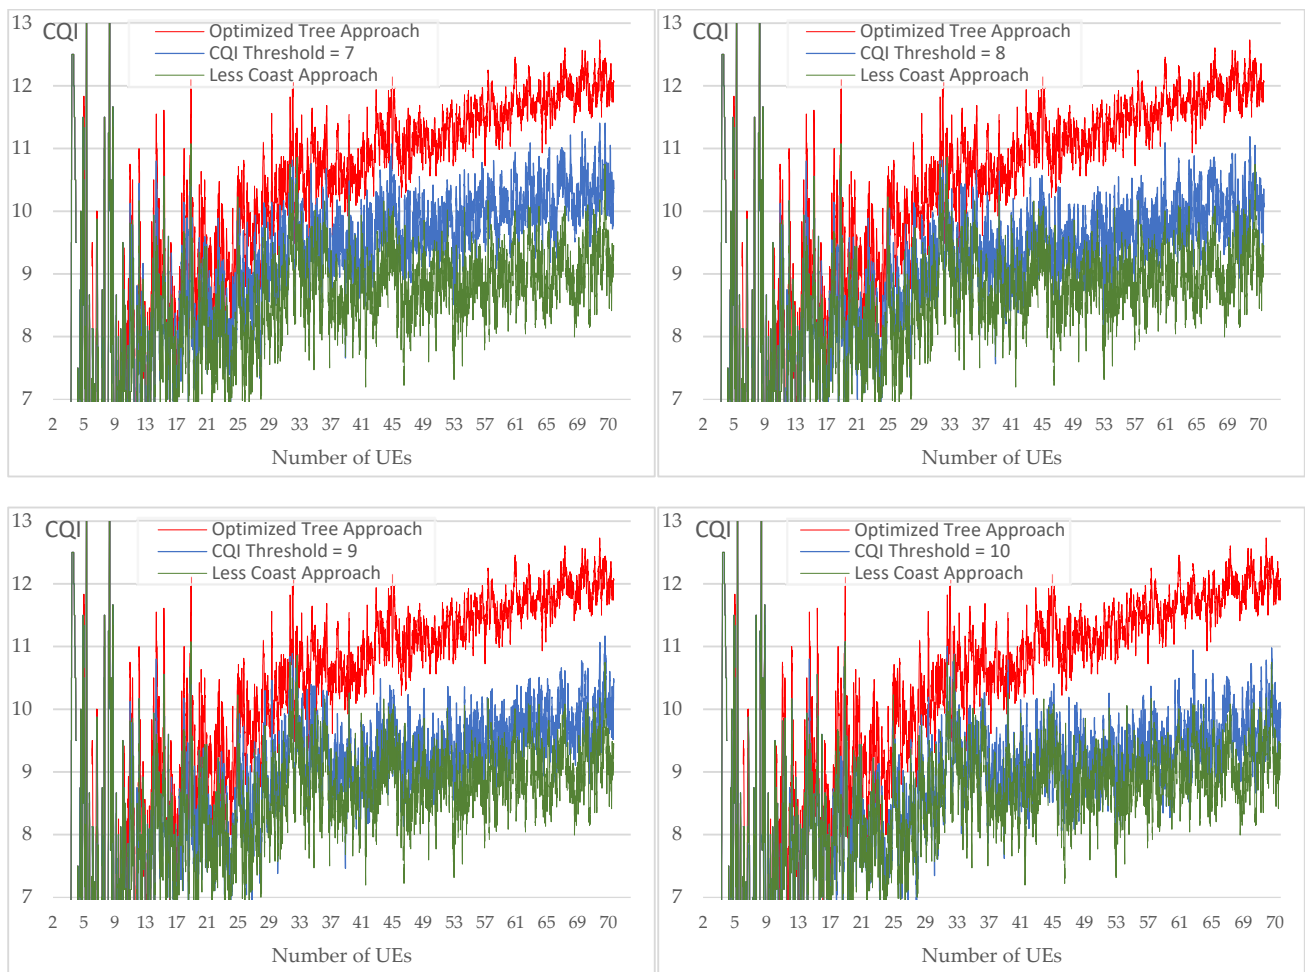 CQI
Optimized Tree Approach
CQI Threshold = 7
Less Coast Approach
13
12
11
10
9
8
7
2 5 9 13 17 21 25 29 33 37 41 45 49 53 57 61 65 70
Number of UEs
CQI
Optimized Tree Approach
CQI Threshold = 8
Less Coast Approach
13
12
11
10
9
8
7
2 5 9 13 17 21 25 29 33 37 41 45 49 53 57 61 65 70
Number of UEs
CQI
Optimized Tree Approach
CQI Threshold = 9
Less Coast Approach
13
12
11
10
9
8
7
2 5 9 13 17 21 25 29 33 37 41 45 49 53 57 61 65 70
Number of UEs
CQI
Optimized Tree Approach
CQI Threshold = 10
Less Coast Approach
13
12
11
10
9
8
7
2 5 9 13 17 21 25 29 33 37 41 45 49 53 57 61 63 69 70
Number of UEs